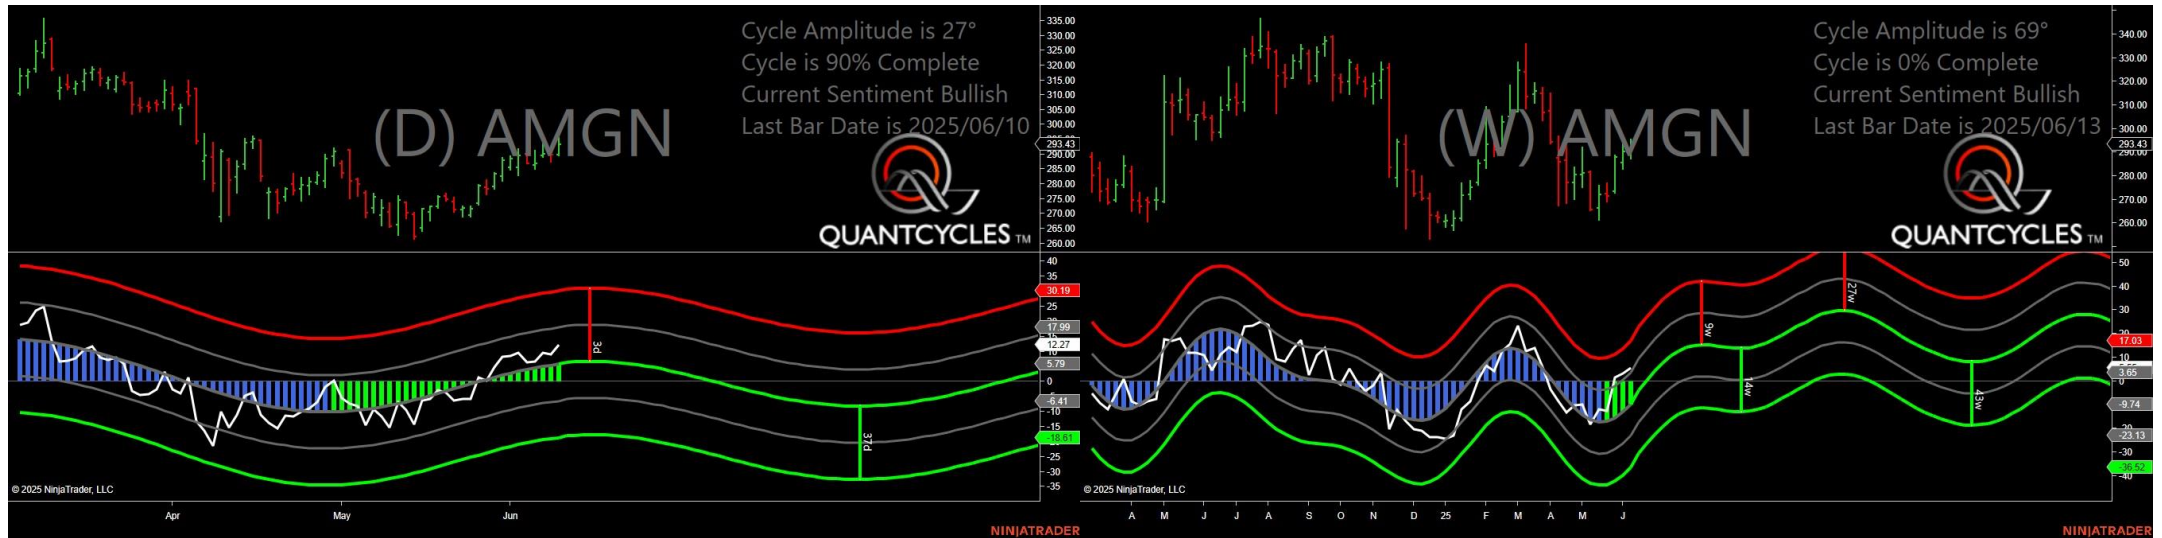 Cycle Amplitude is 27°
Cycle is 90% Complete
Current Sentiment Bullish
Last Bar Date is 2025/06/10
(D) AMGN
QUANTCYCLES TM
335.00
330.00
325.00
320.00
315.00
310.00
305.00
300.00
293.43
290.00
285.00
280.00
275.00
270.00
265.00
260.00
40
35
30.19
25
17.99
12.27
10
5.79
0
-6.41
-10
-15
-18.61
-25
-30
-35
3d
37d
© 2025 NinjaTrader, LLC
Apr
May
Jun
NINJATRADER
Cycle Amplitude is 69°
Cycle is 0% Complete
Current Sentiment Bullish
Last Bar Date is 2025/06/13
(W) AMGN
QUANTCYCLES TM
340.00
330.00
320.00
310.00
300.00
293.43
290.00
280.00
270.00
260.00
50
40
30
20
17.03
10
3.65
0
-9.74
-23.13
-30
-36.52
-40
9w
14w
27w
43w
© 2025 NinjaTrader, LLC
A M J J A S O N D 25 F M A M J
NINJATRADER